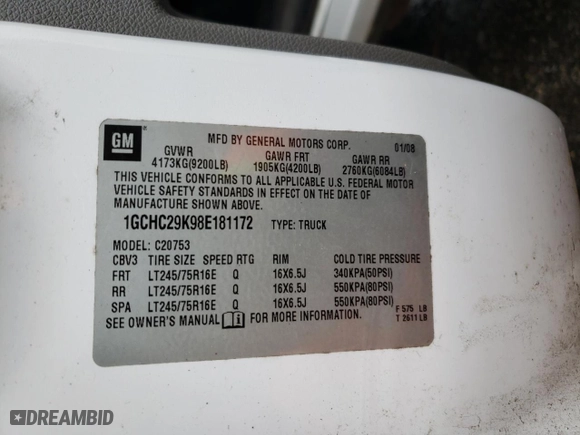 GM
MFD BY GENERAL MOTORS CORP. 01/08
GVWR GAWR FRT GAWR RR
4173KG(9200LB) 1905KG(4200LB) 2760KG(6084LB)
THIS VEHICLE CONFORMS TO ALL APPLICABLE U.S. FEDERAL MOTOR
VEHICLE SAFETY STANDARDS IN EFFECT ON THE DATE OF
MANUFACTURE SHOWN ABOVE.
1GCHC29K98E181172 TYPE: TRUCK
MODEL: C20753
CBV3 TIRE SIZE SPEED RTG RIM COLD TIRE PRESSURE
FRT LT245/75R16E Q 16X6.5J 340KPA(50PSI)
RR LT245/75R16E Q 16X6.5J 550KPA(80PSI)
SPA LT245/75R16E Q 16X6.5J 550KPA(80PSI)
SEE OWNER'S MANUAL FOR MORE INFORMATION.
F 575 LB
T 2611 LB
DREAMBID